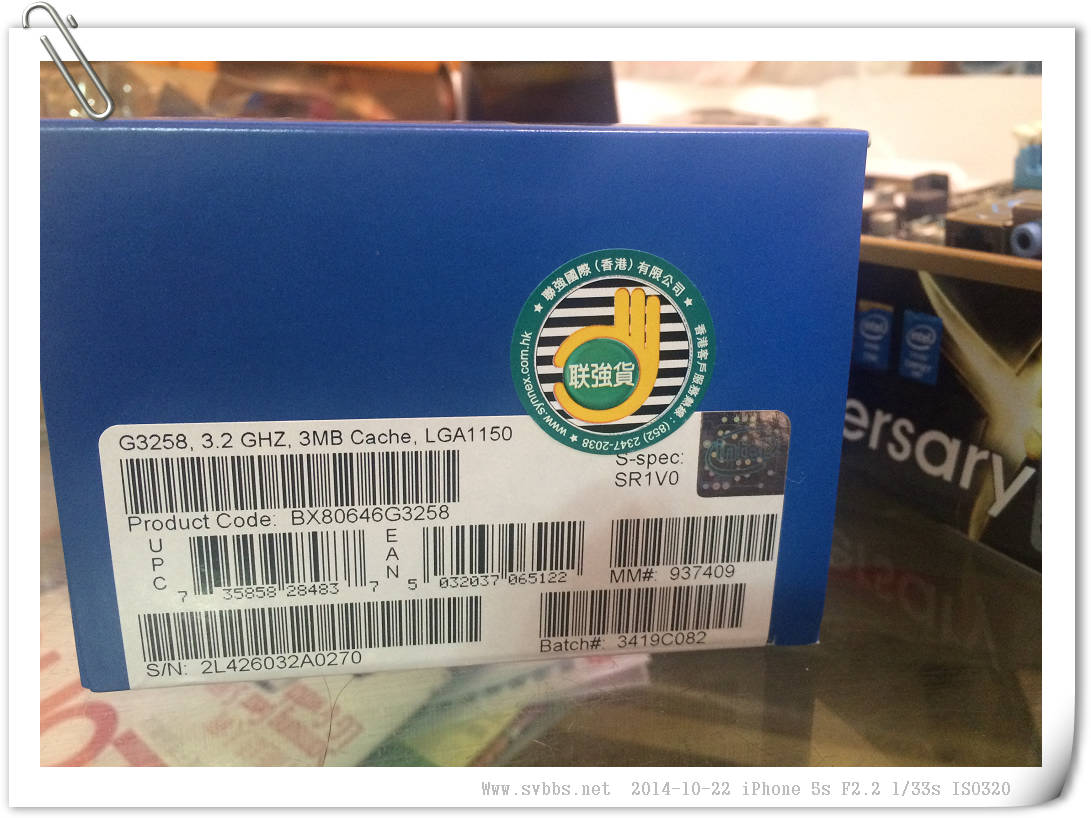 聯強國際(香港)有限公司
香港客戶服務熱線:(852) 2347-2038
www.synnex.com.hk
联強貨
G3258, 3.2 GHZ, 3MB Cache, LGA1150
S-spec:
SR1V0
intel
Product Code: BX80646G3258
UPC
7 35858 28483 7
EAN
5 032037 065122
MM#: 937409
S/N: 2L426032A0270
Batch#: 3419C082
intel
intel
ersary
Www.svbbs.net 2014-10-22 iPhone 5s F2.2 1/33s ISO320